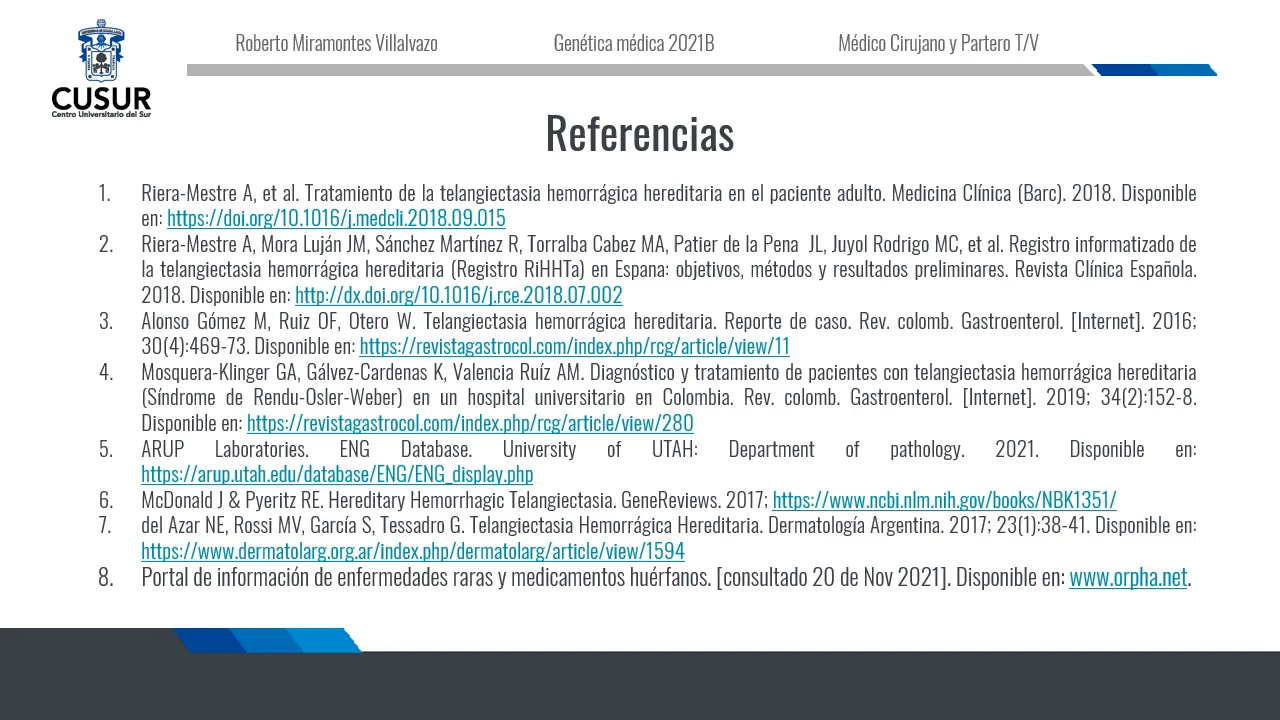 Roberto Miramontes Villalvazo
Genética médica 2021B
Médico Cirujano y Partero T/V
CUSUR
Centro Universitario del Sur
Referencias
1. Riera-Mestre A, et al. Tratamiento de la telangiectasia hemorrágica hereditaria en el paciente adulto. Medicina Clínica (Barc). 2018. Disponible
en: https://doi.org/10.1016/j.medcli.2018.09.015
2. Riera-Mestre A, Mora Luján JM, Sánchez Martínez R, Torralba Cabez MA, Patier de la Pena JL, Juyol Rodrigo MC, et al. Registro informatizado de
la telangiectasia hemorrágica hereditaria (Registro RiHHTa) en Espana: objetivos, métodos y resultados preliminares. Revista Clínica Española.
2018. Disponible en: http://dx.doi.org/10.1016/j.rce.2018.07.002
3. Alonso Gómez M, Ruiz OF, Otero W. Telangiectasia hemorrágica hereditaria. Reporte de caso. Rev. colomb. Gastroenterol. [Internet]. 2016;
30(4):469-73. Disponible en: https://revistagastrocol.com/index.php/rcg/article/view/11
4. Mosquera-Klinger GA, Gálvez-Cardenas K, Valencia Ruíz AM. Diagnóstico y tratamiento de pacientes con telangiectasia hemorrágica hereditaria
(Síndrome de Rendu-Osler-Weber) en un hospital universitario en Colombia. Rev. colomb. Gastroenterol. [Internet]. 2019; 34(2):152-8.
Disponible en: https://revistagastrocol.com/index.php/rcg/article/view/280
5. ARUP Laboratories. ENG Database. University of UTAH: Department of pathology. 2021. Disponible en:
https://arup.utah.edu/database/ENG/ENG_display.php
6. McDonald J & Pyeritz RE. Hereditary Hemorrhagic Telangiectasia. GeneReviews. 2017; https://www.ncbi.nlm.nih.gov/books/NBK1351/
7. del Azar NE, Rossi MV, García S, Tessadro G. Telangiectasia Hemorrágica Hereditaria. Dermatología Argentina. 2017; 23(1):38-41. Disponible en:
https://www.dermatolarg.org.ar/index.php/dermatolarg/article/view/1594
8. Portal de información de enfermedades raras y medicamentos huérfanos. [consultado 20 de Nov 2021]. Disponible en: www.orpha.net.